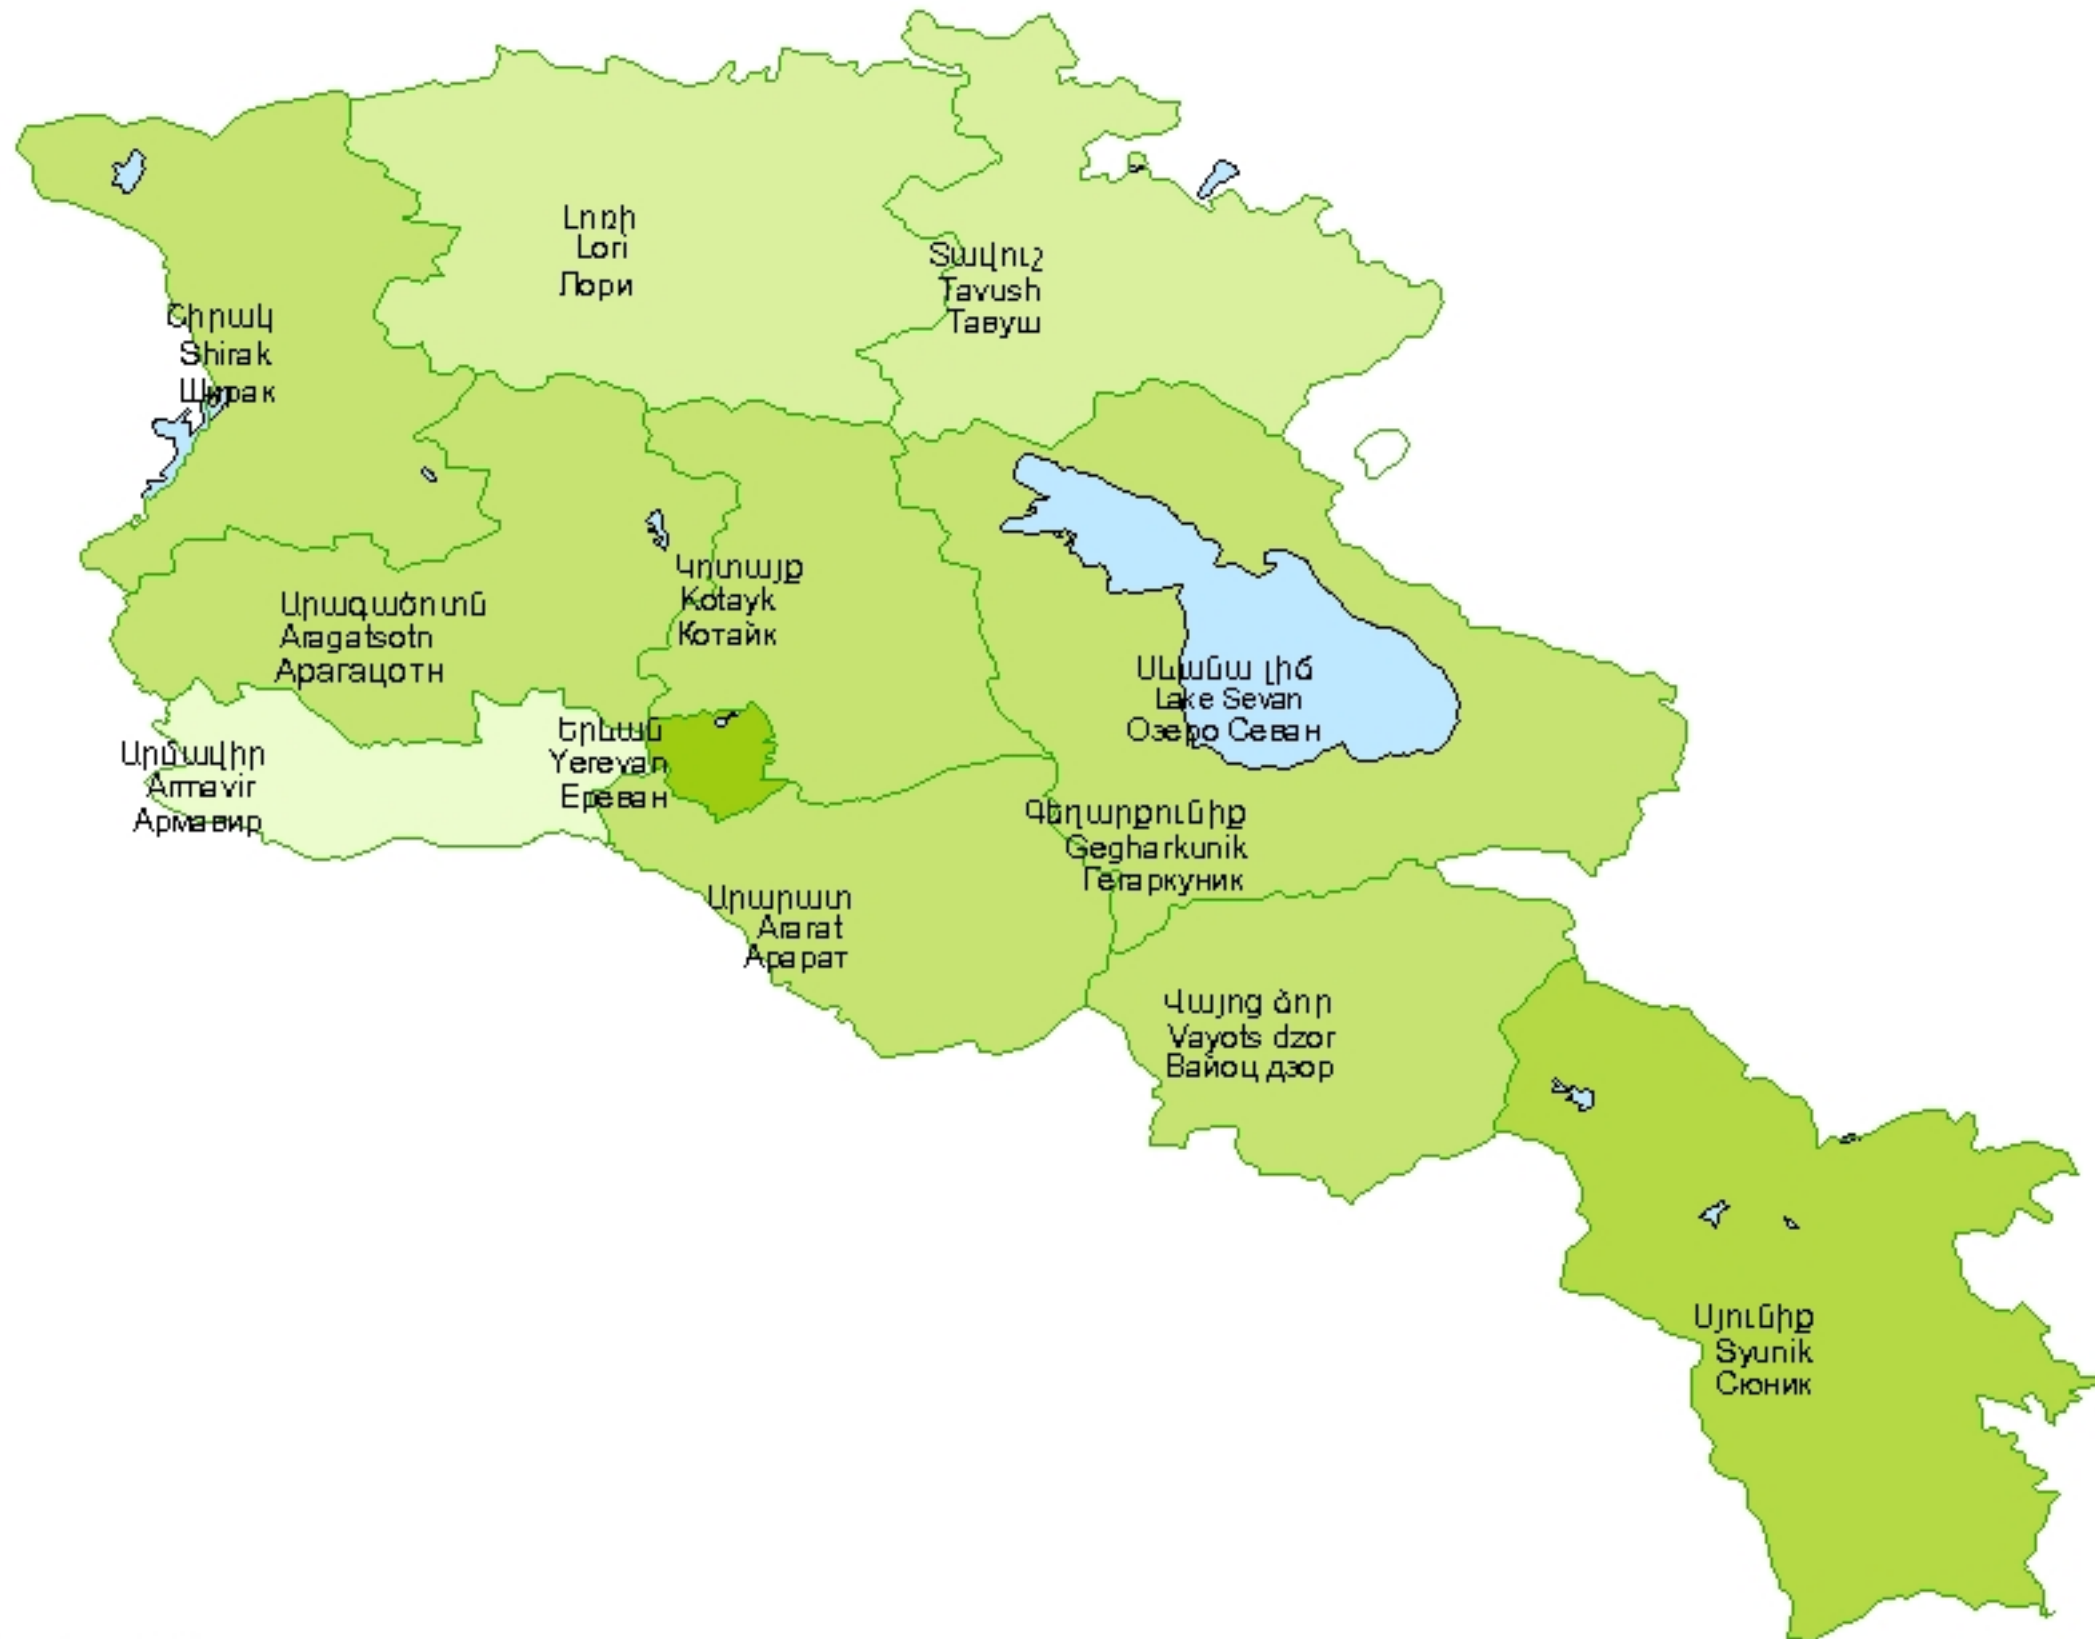 Լոռի
Lori
Лори
Տավուշ
Tavush
Тавуш
Շիրակ
Shirak
Ширак
Կոտայք
Kotayk
Котайк
Արագածոտն
Aragatsotn
Арагацотн
Սևանա լիճ
Lake Sevan
Озеро Севан
Երևան
Yerevan
Ереван
Արմավիր
Armavir
Армавир
Գեղարքունիք
Gegharkunik
Гегаркуник
Արարատ
Ararat
Арарат
Վայոց ձոր
Vayots dzor
Вайоц дзор
Սյունիք
Syunik
Сюник